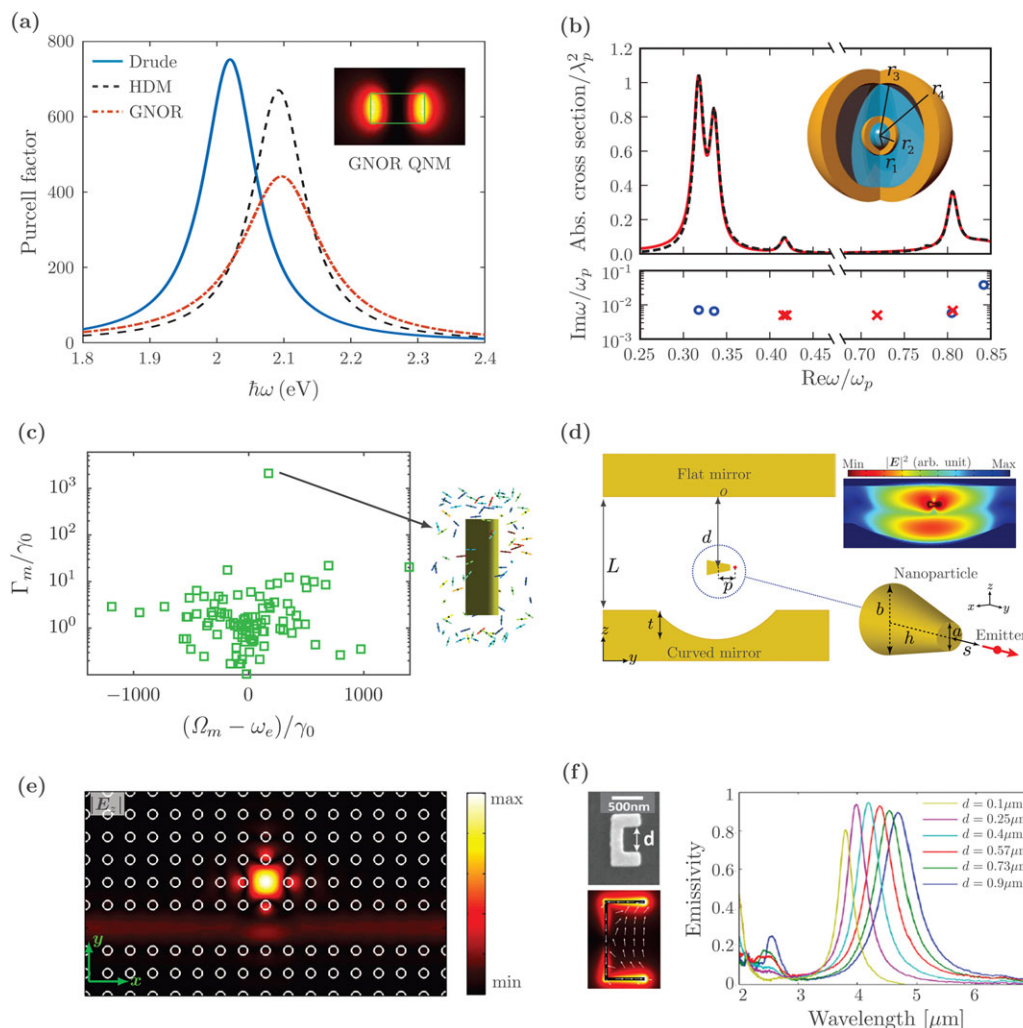 (a)
Purcell factor
800
600
400
200
0
Drude
HDM
GNOR
GNOR QNM
1.8 1.9 2 2.1 2.2 2.3 2.4
ħω (eV)
(b)
Abs. cross section/λ²ₚ
1.2
1.0
0.8
0.6
0.4
0.2
0.0
r₃
r₄
r₂
r₁
Imω/ωₚ
10⁻¹
10⁻²
10⁻³
0.25 0.30 0.35 0.40 0.45 0.70 0.75 0.80 0.85
Reω/ωₚ
(c)
Γₘ/γ₀
10³
10²
10¹
10⁰
−1000 0 1000
(Ωₘ − ωₑ)/γ₀
(d)
Flat mirror
o
d
L
p
t
z
y
Curved mirror
Min |E|² (arb. unit) Max
Nanoparticle
z
x y
b
h
a
s
Emitter
(e)
|E_z|
y
x
max
min
(f)
500nm
d
Emissivity
1
0.8
0.6
0.4
0.2
0
d = 0.1μm
d = 0.25μm
d = 0.4μm
d = 0.57μm
d = 0.73μm
d = 0.9μm
2 3 4 5 6
Wavelength [μm]